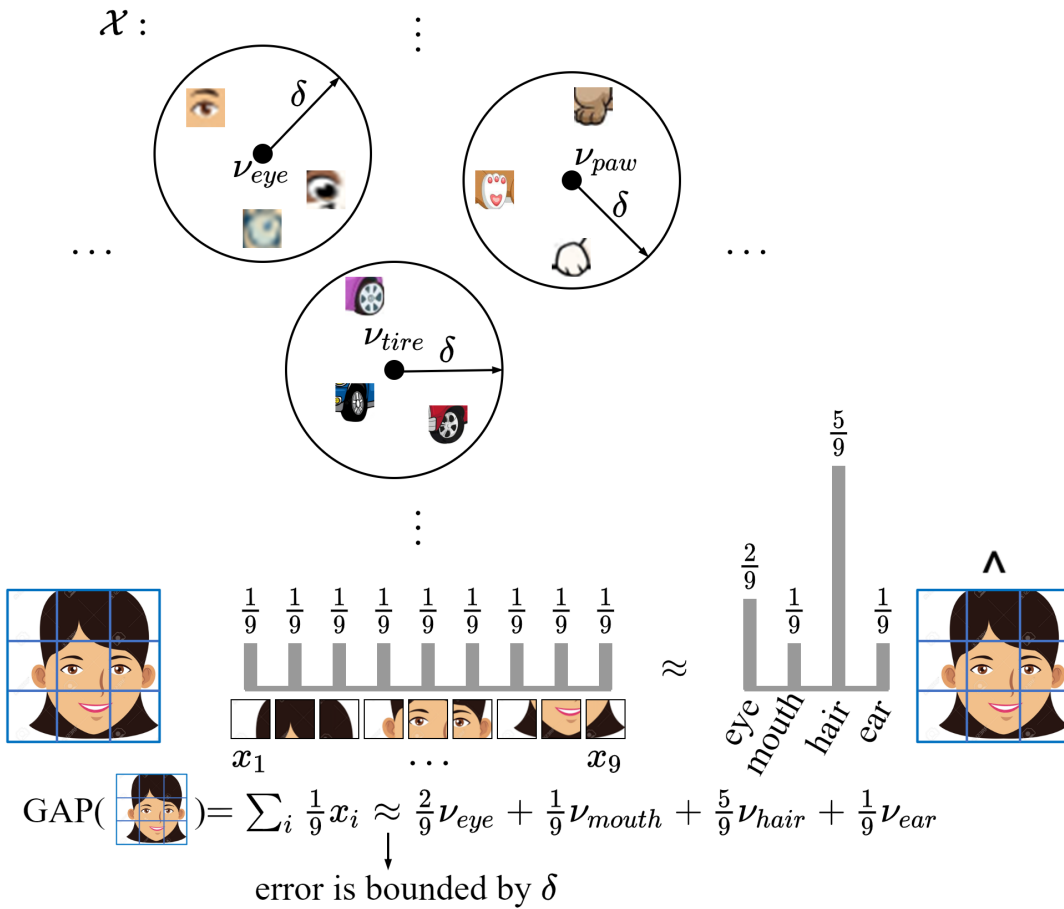 𝒳 :
⋮
δ
ν_eye
ν_paw
δ
⋯
⋯
ν_tire
δ
⋮
5/9
2/9 1/9 1/9
1/9 1/9 1/9 1/9 1/9 1/9 1/9 1/9 1/9
≈
^
eye mouth hair ear
x_1 ⋯ x_9
GAP( )= ∑_i 1/9 x_i ≈ 2/9 ν_eye + 1/9 ν_mouth + 5/9 ν_hair + 1/9 ν_ear
error is bounded by δ